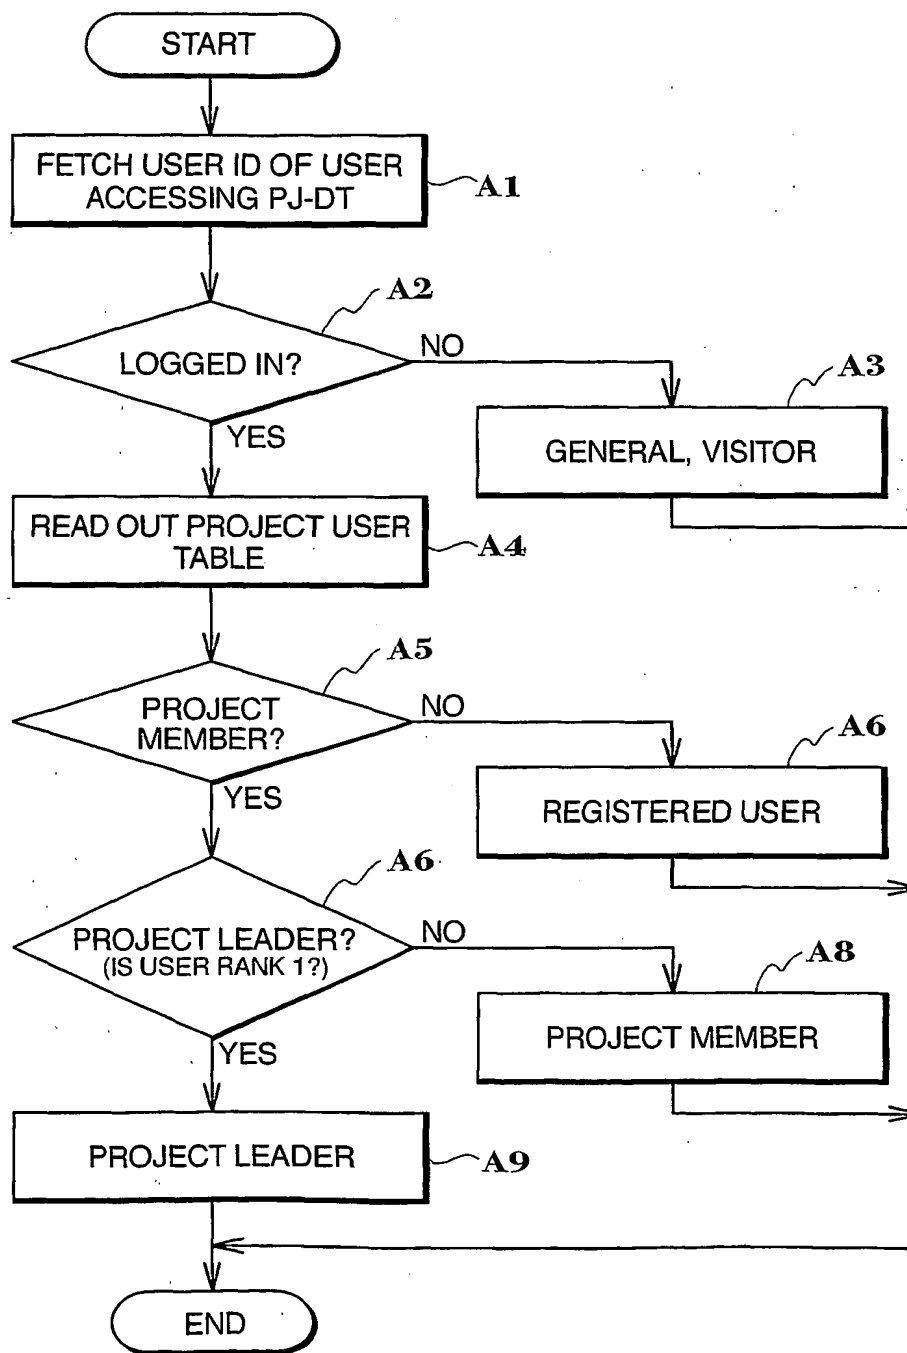 START
FETCH USER ID OF USER
ACCESSING PJ-DT
A1
A2
LOGGED IN?
NO
YES
A3
GENERAL, VISITOR
READ OUT PROJECT USER
TABLE
A4
A5
PROJECT
MEMBER?
NO
YES
A6
REGISTERED USER
A6
PROJECT LEADER?
(IS USER RANK 1?)
NO
YES
A8
PROJECT MEMBER
PROJECT LEADER
A9
END